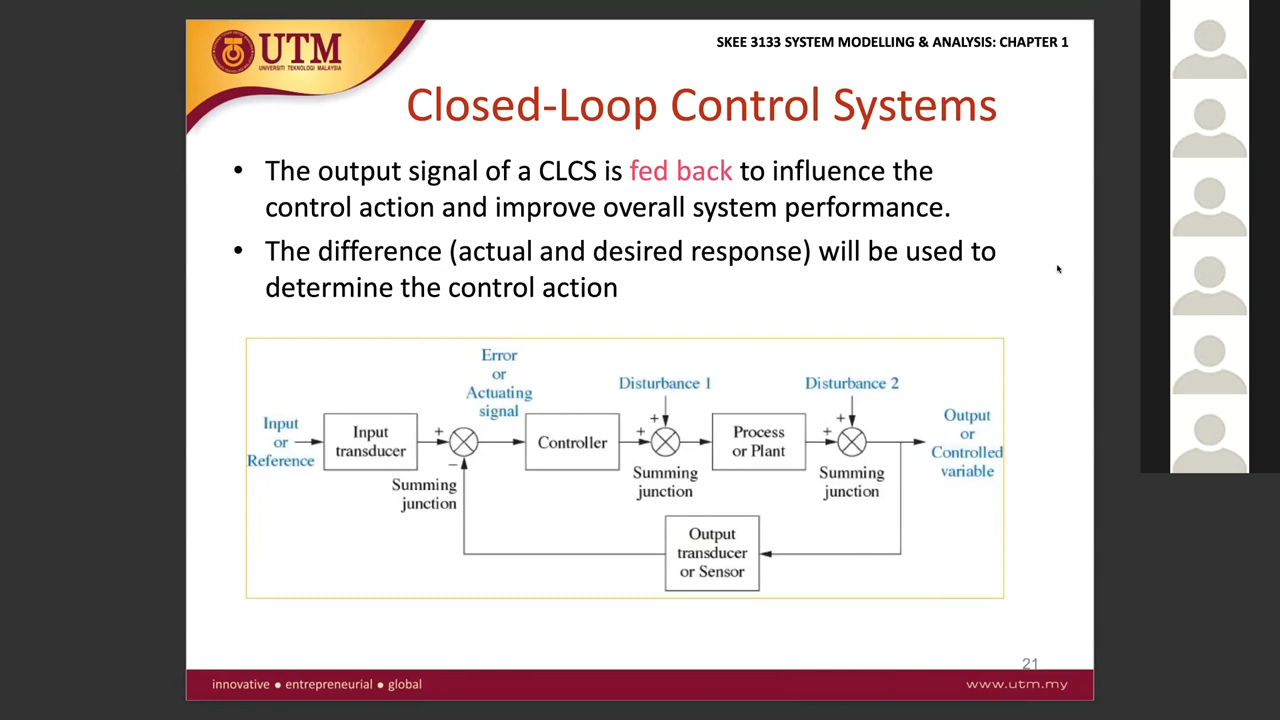 UTM
UNIVERSITI TEKNOLOGI MALAYSIA
SKEE 3133 SYSTEM MODELLING & ANALYSIS: CHAPTER 1
Closed-Loop Control Systems
• The output signal of a CLCS is fed back to influence the
control action and improve overall system performance.
• The difference (actual and desired response) will be used to
determine the control action
Error
or
Actuating
signal
Disturbance 1
Disturbance 2
Input
or
Reference
Input
transducer
+
−
Summing
junction
Controller
+
+
Summing
junction
Process
or Plant
+
+
Summing
junction
Output
or
Controlled
variable
Output
transducer
or Sensor
21
innovative ● entrepreneurial ● global
www.utm.my